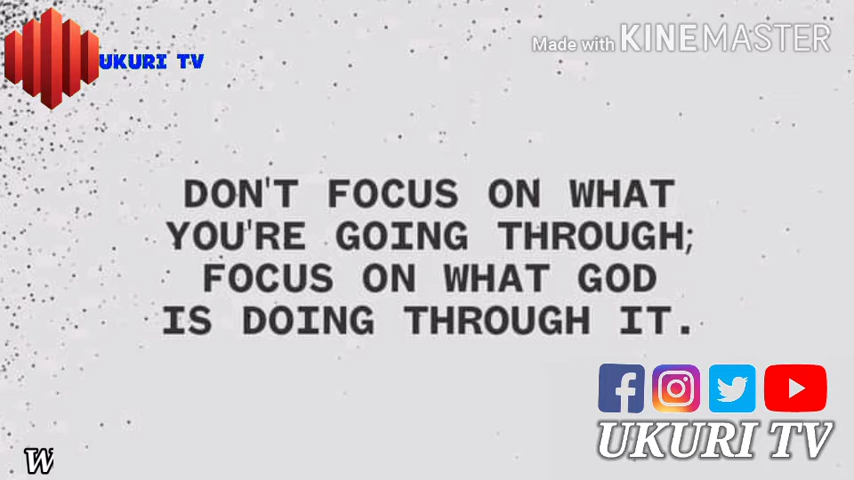 UKURI TV
Made with KINEMASTER
DON'T FOCUS ON WHAT
YOU'RE GOING THROUGH;
FOCUS ON WHAT GOD
IS DOING THROUGH IT.
UKURI TV
W